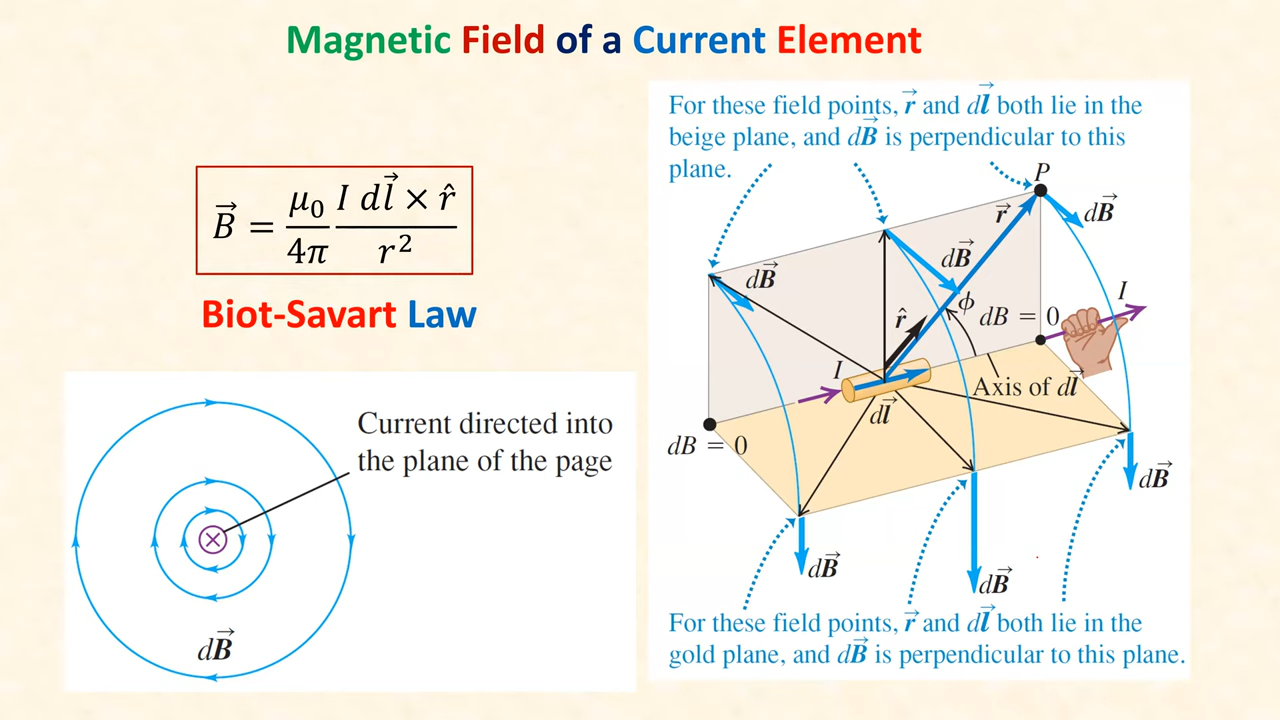 Magnetic Field of a Current Element
For these field points, r⃗ and dl⃗ both lie in the
beige plane, and dB⃗ is perpendicular to this
plane.
B⃗ = μ₀/4π I dl⃗ × r̂/r²
Biot-Savart Law
P
r⃗
dB⃗
dB⃗
dB⃗
ϕ
dB = 0
I
r̂
I
Axis of dl⃗
dl⃗
dB = 0
dB⃗
dB⃗
dB⃗
For these field points, r⃗ and dl⃗ both lie in the
gold plane, and dB⃗ is perpendicular to this plane.
Current directed into
the plane of the page
dB⃗